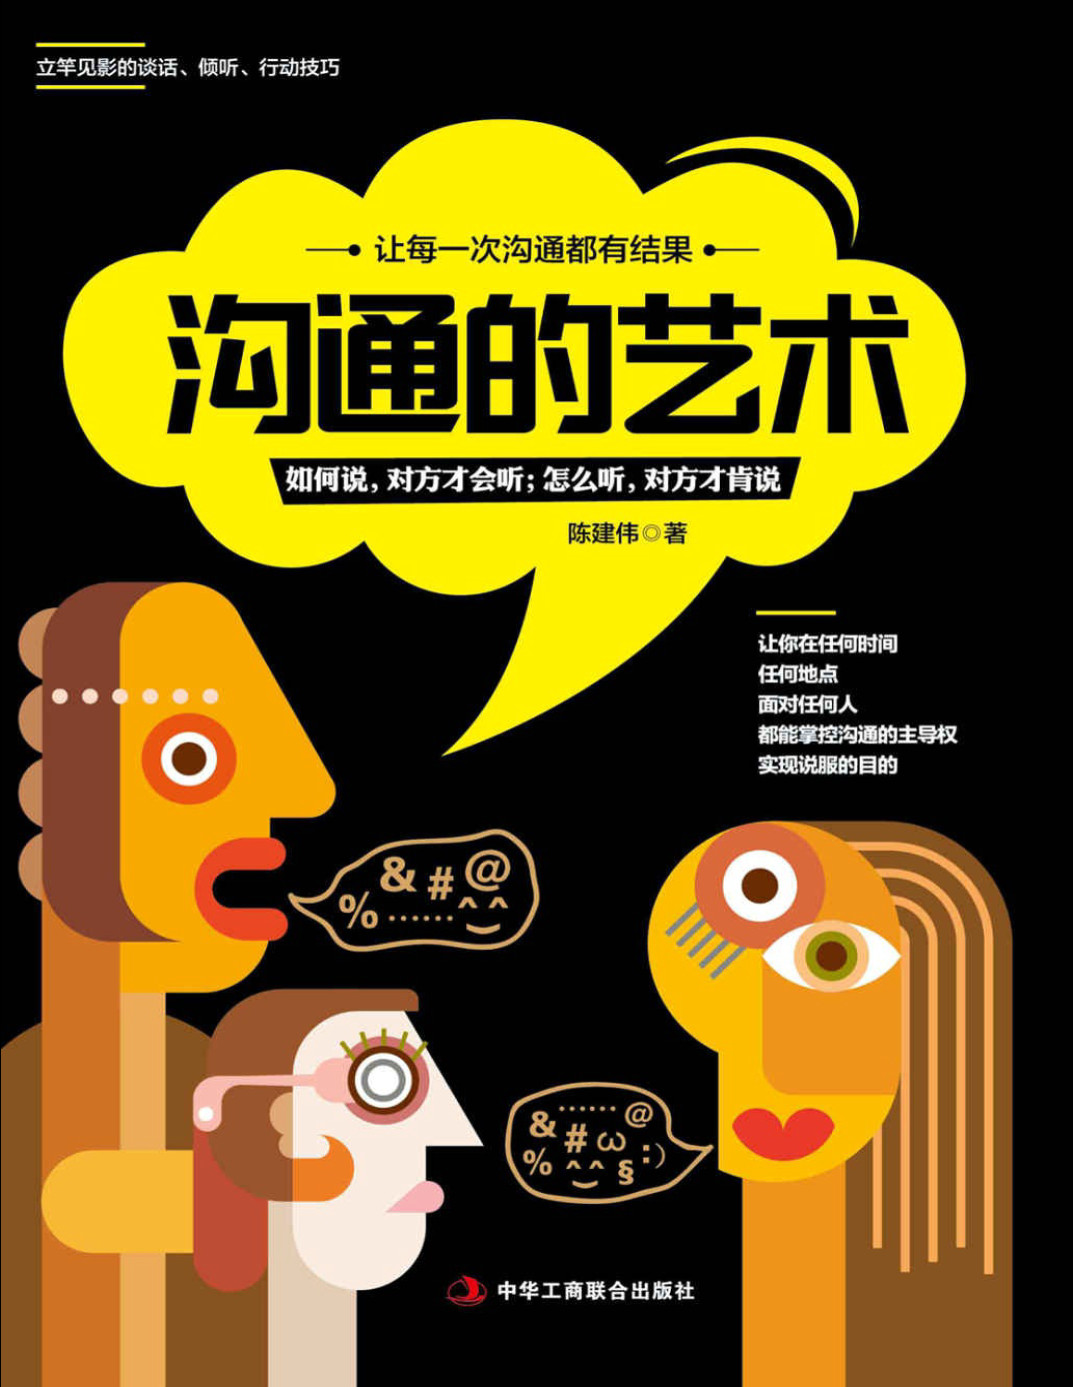 立竿见影的谈话、倾听、行动技巧
让每一次沟通都有结果
沟通的艺术
如何说，对方才会听；怎么听，对方才肯说
陈建伟◎著
让你在任何时间
任何地点
面对任何人
都能掌控沟通的主导权
实现说服的目的
& # @
% ...... ^ ^
& ...... @
# ω :)
% ^ ^ §
中华工商联合出版社